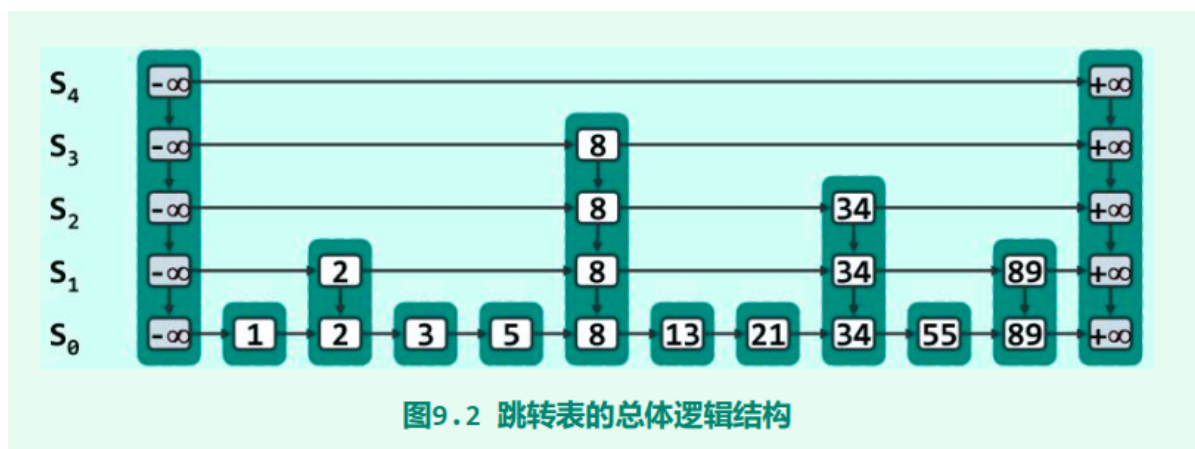 S4 -∞ +∞
S3 -∞ 8 +∞
S2 -∞ 8 34 +∞
S1 -∞ 2 8 34 89 +∞
S0 -∞ 1 2 3 5 8 13 21 34 55 89 +∞
图9.2 跳转表的总体逻辑结构